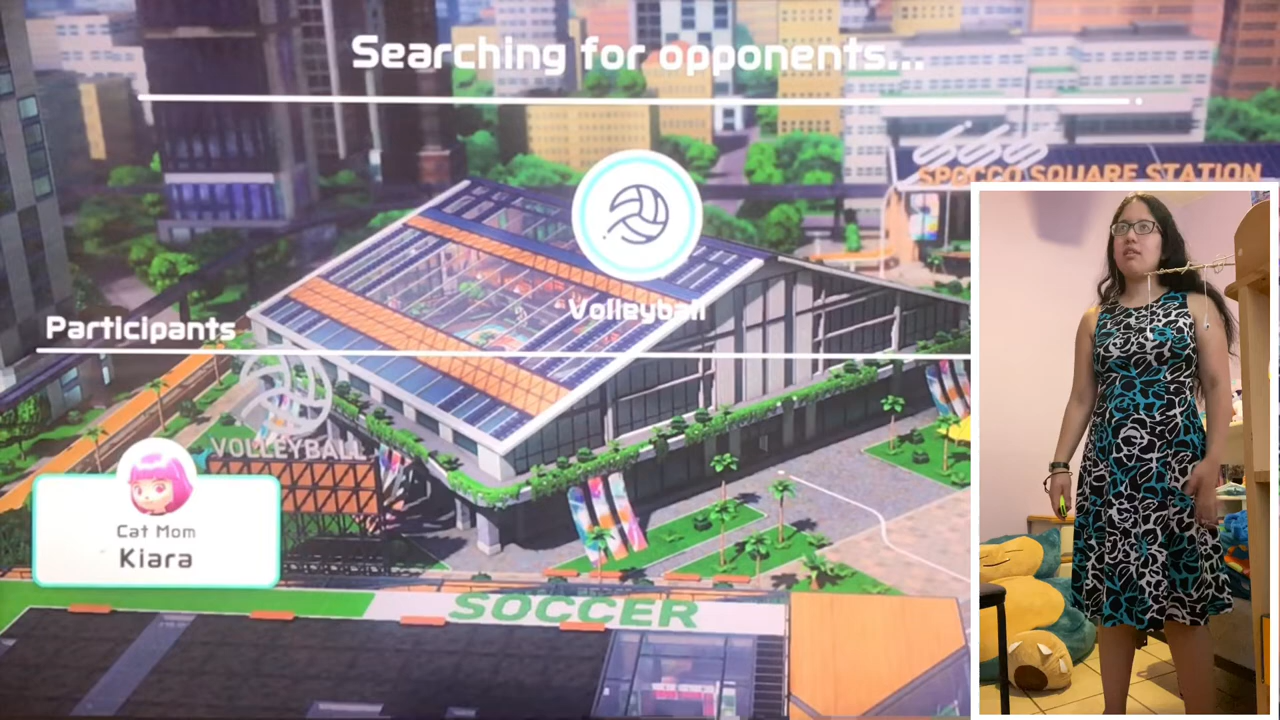 Searching for opponents...
SPOCCO SQUARE STATION
Volleyball
Participants
VOLLEYBALL
Cat Mom
Kiara
SOCCER